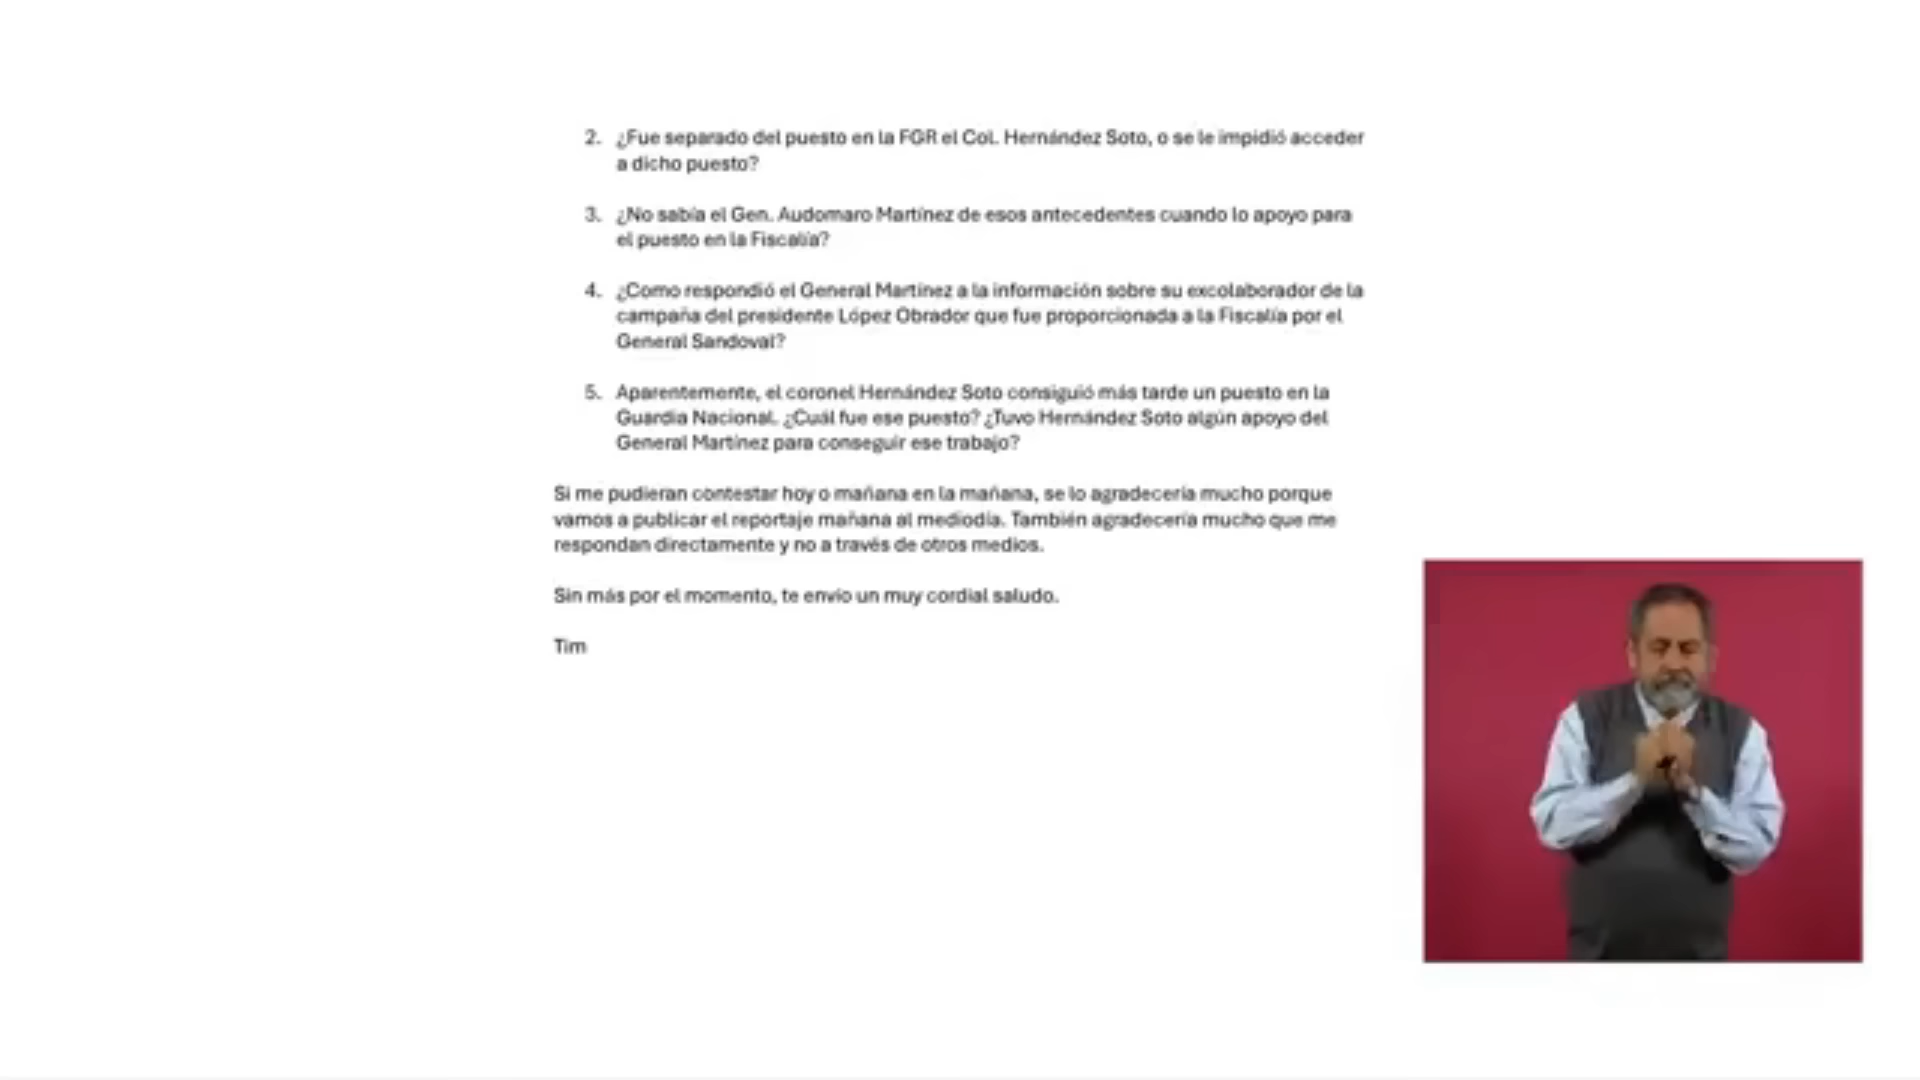 2. ¿Fue separado del puesto en la FGR el Col. Hernández Soto, o se le impidió acceder
a dicho puesto?
3. ¿No sabía el Gen. Audomaro Martínez de esos antecedentes cuando lo apoyo para
el puesto en la Fiscalía?
4. ¿Como respondió el General Martínez a la información sobre su excolaborador de la
campaña del presidente López Obrador que fue proporcionada a la Fiscalía por el
General Sandoval?
5. Aparentemente, el coronel Hernández Soto consiguió más tarde un puesto en la
Guardia Nacional. ¿Cuál fue ese puesto? ¿Tuvo Hernández Soto algún apoyo del
General Martínez para conseguir ese trabajo?
Si me pudieran contestar hoy o mañana en la mañana, se lo agradecería mucho porque
vamos a publicar el reportaje mañana al mediodía. También agradecería mucho que me
respondan directamente y no a través de otros medios.
Sin más por el momento, te envío un muy cordial saludo.
Tim